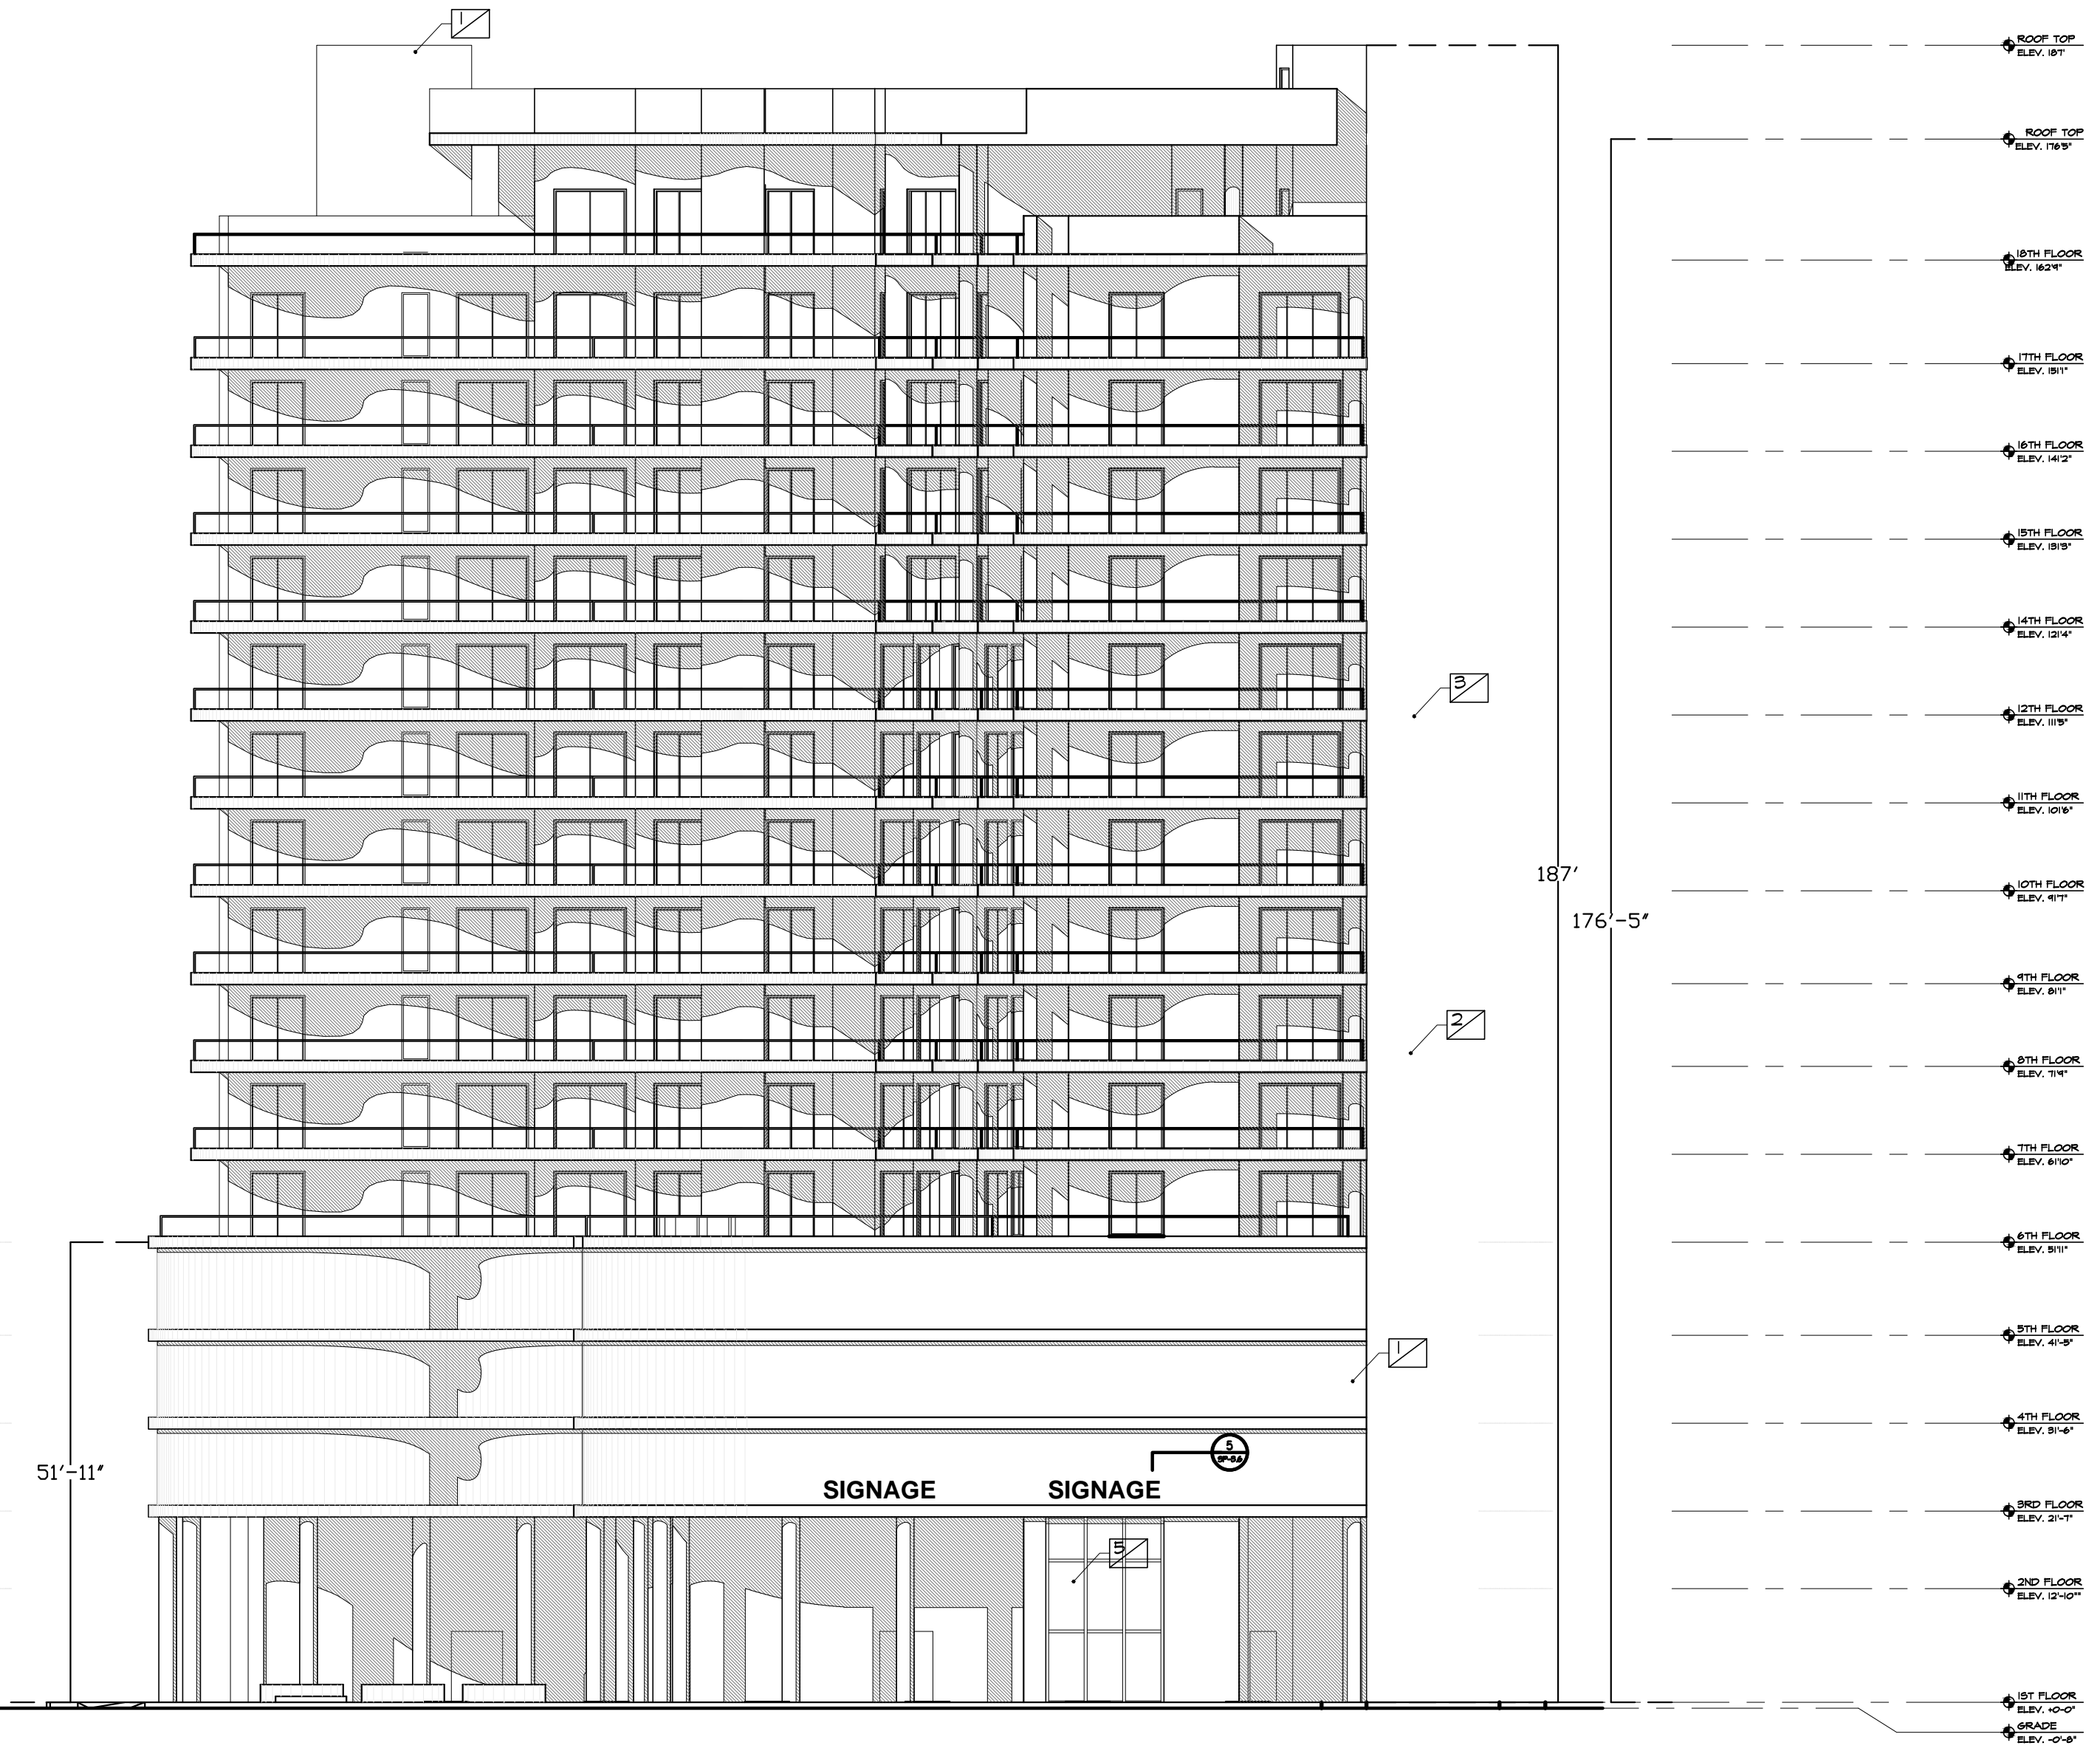 1
ROOF TOP
ELEV. 187'
ROOF TOP
ELEV. 176'5"
18TH FLOOR
ELEV. 162'9"
17TH FLOOR
ELEV. 151'1"
16TH FLOOR
ELEV. 141'2"
15TH FLOOR
ELEV. 131'3"
14TH FLOOR
ELEV. 121'4"
3
12TH FLOOR
ELEV. 111'5"
11TH FLOOR
ELEV. 101'6"
187'
10TH FLOOR
ELEV. 91'7"
176'-5"
9TH FLOOR
ELEV. 81'1"
2
8TH FLOOR
ELEV. 71'9"
7TH FLOOR
ELEV. 61'10"
6TH FLOOR
ELEV. 51'11"
5TH FLOOR
ELEV. 41'-5"
1
4TH FLOOR
ELEV. 31'-6"
5
51'-11"
SIGNAGE SIGNAGE
3RD FLOOR
ELEV. 21'-7"
5
2ND FLOOR
ELEV. 12'-10""
1ST FLOOR
ELEV. +0-0"
GRADE
ELEV. -0'-8"